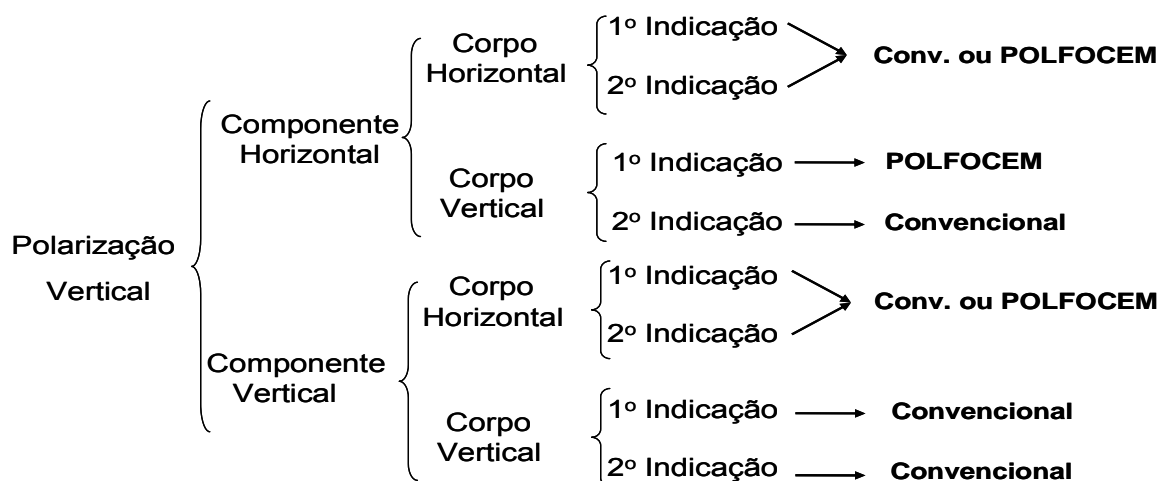 Polarização
Vertical
Componente
Horizontal
Corpo
Horizontal
1º Indicação
2º Indicação
Conv. ou POLFOCEM
Corpo
Vertical
1º Indicação
POLFOCEM
2º Indicação
Convencional
Componente
Vertical
Corpo
Horizontal
1º Indicação
2º Indicação
Conv. ou POLFOCEM
Corpo
Vertical
1º Indicação
Convencional
2º Indicação
Convencional